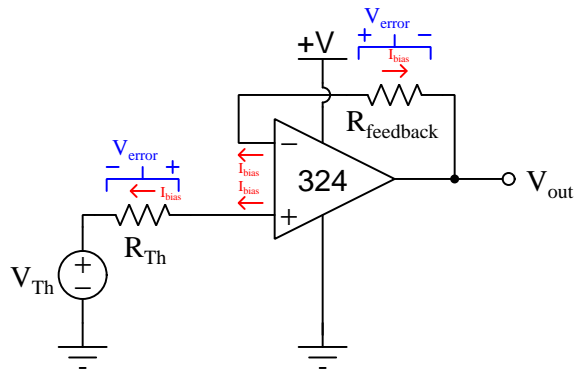 V_error
+ −
+V
I_bias
R_feedback
V_error
− +
I_bias
−
I_bias
324
I_bias
+
V_out
R_Th
V_Th
+
−